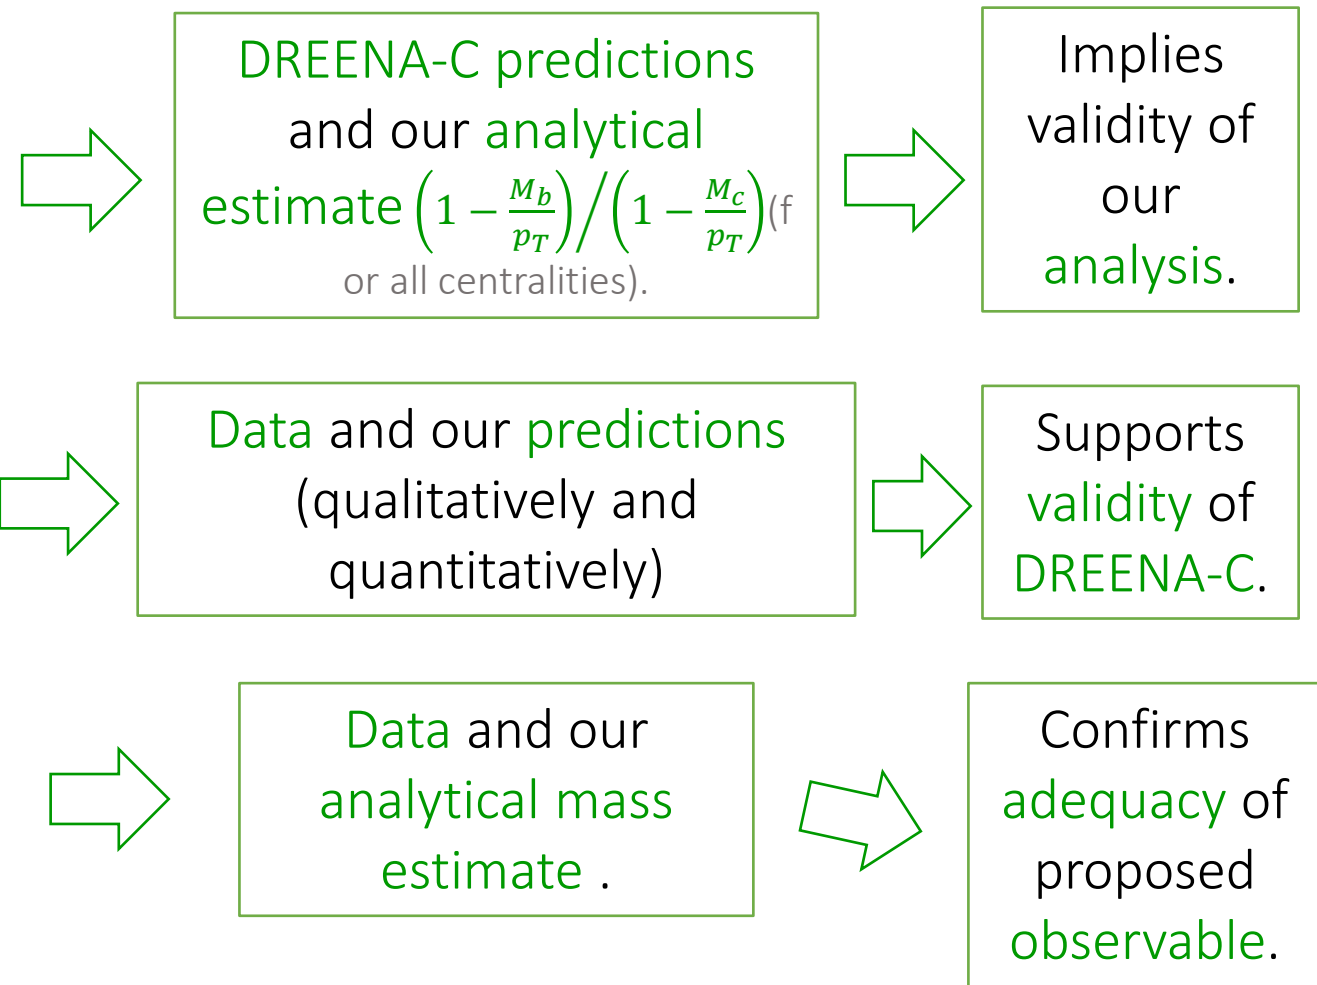 DREENA-C predictions
and our analytical
estimate (1 − M_b/p_T)/(1 − M_c/p_T)(f
or all centralities).
Implies
validity of
our
analysis.
Data and our predictions
(qualitatively and
quantitatively)
Supports
validity of
DREENA-C.
Data and our
analytical mass
estimate .
Confirms
adequacy of
proposed
observable.